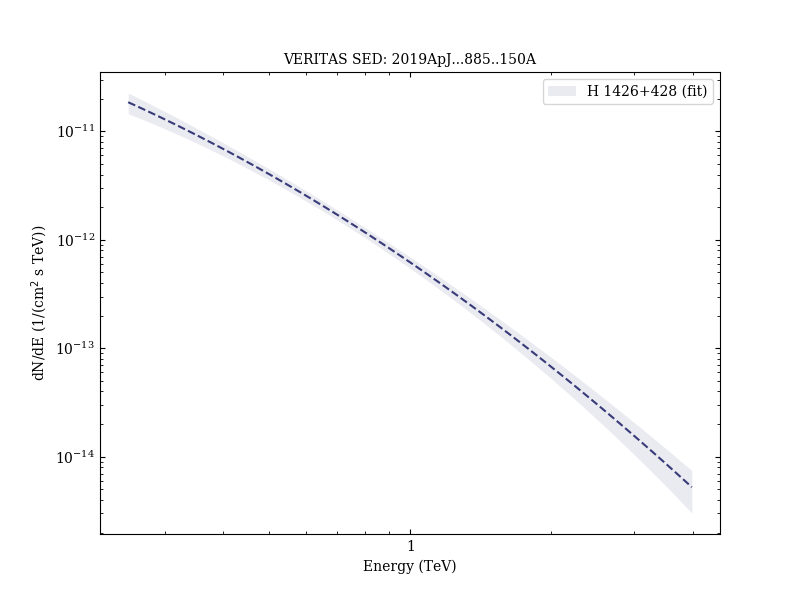 VERITAS SED: 2019ApJ...885..150A
H 1426+428 (fit)
10⁻¹¹
10⁻¹²
10⁻¹³
10⁻¹⁴
dN/dE (1/(cm² s TeV))
1
Energy (TeV)